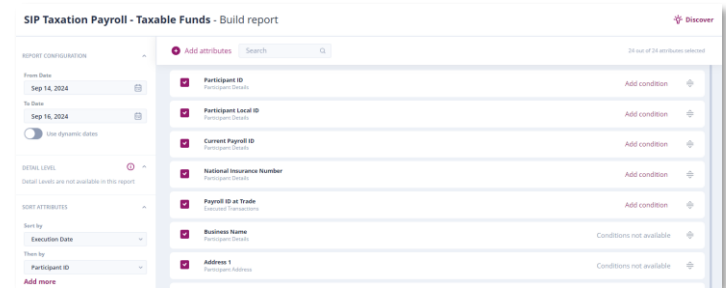 SIP Taxation Payroll - Taxable Funds - Build report
Discover
REPORT CONFIGURATION
From Date
Sep 14, 2024
To Date
Sep 16, 2024
Use dynamic dates
DETAIL LEVEL
Detail Levels are not available in this report
SORT ATTRIBUTES
Sort by
Execution Date
Then by
Participant ID
Add more
Add attributes
Search
24 out of 24 attributes selected
Participant ID
Participant Details
Add condition
Participant Local ID
Participant Details
Add condition
Current Payroll ID
Participant Details
Add condition
National Insurance Number
Participant Details
Add condition
Payroll ID at Trade
Executed Transactions
Add condition
Business Name
Participant Details
Conditions not available
Address 1
Participant Address
Conditions not available